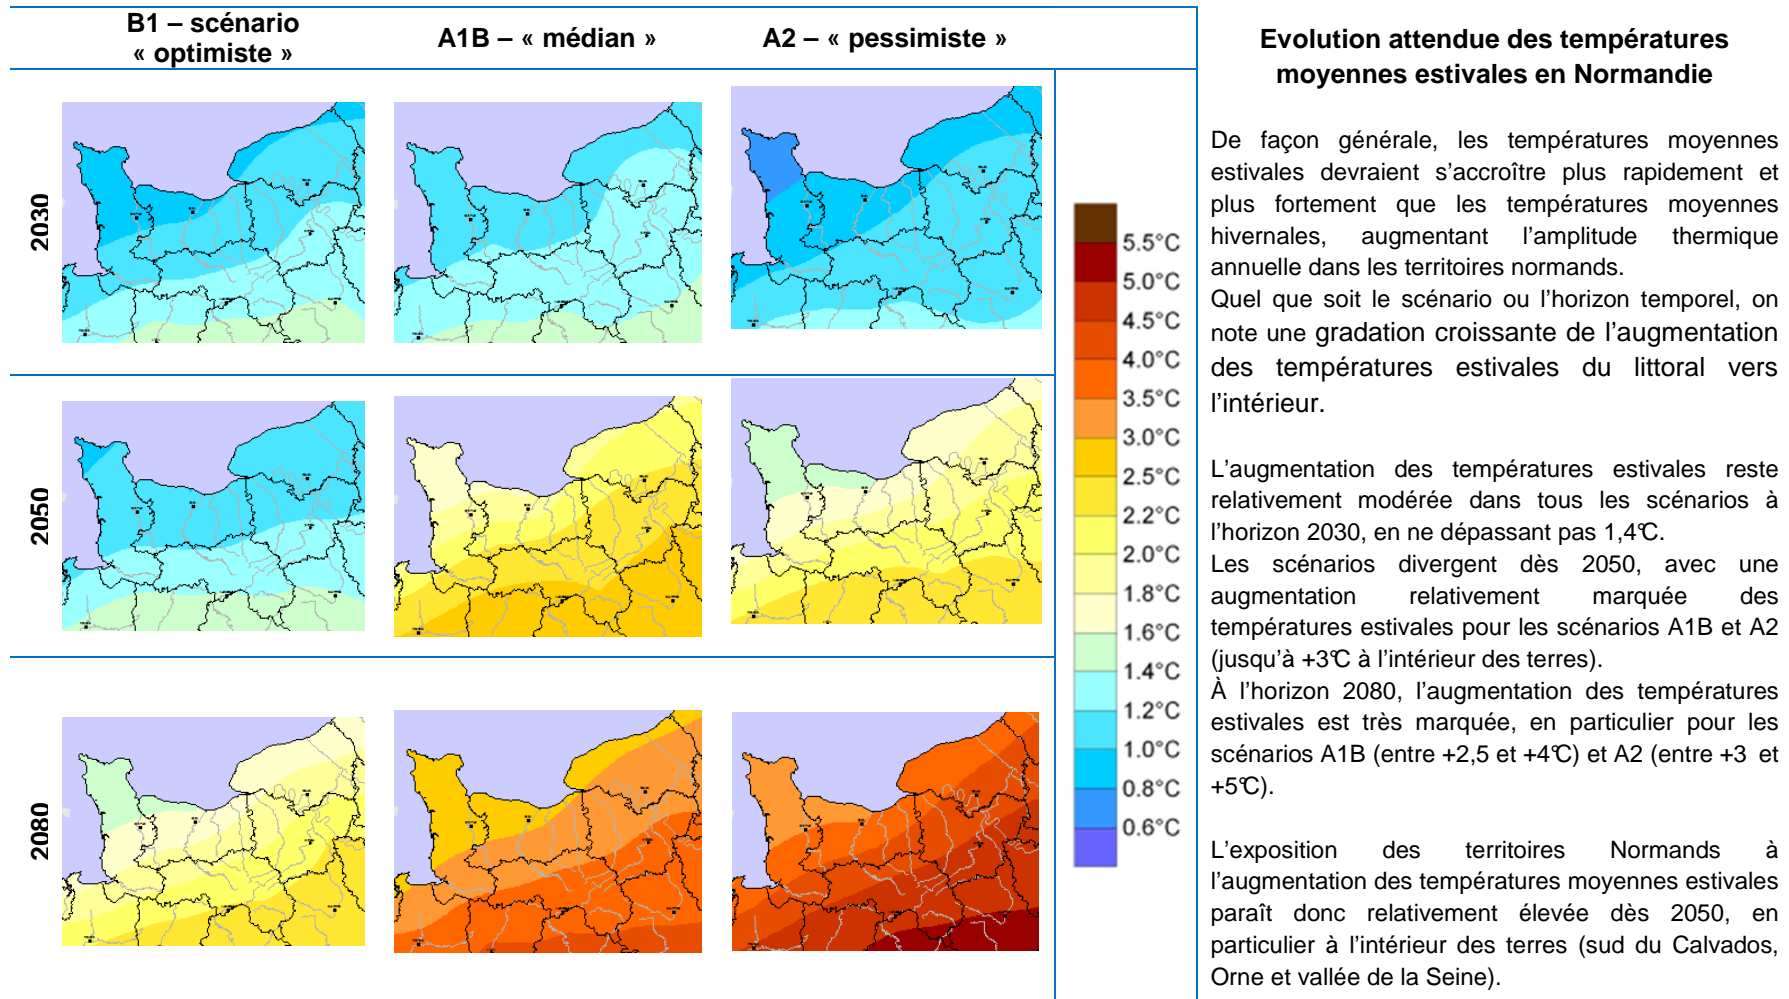 B1 – scénario
« optimiste »
A1B – « médian »
A2 – « pessimiste »
2030
2050
2080
5.5°C
5.0°C
4.5°C
4.0°C
3.5°C
3.0°C
2.5°C
2.2°C
2.0°C
1.8°C
1.6°C
1.4°C
1.2°C
1.0°C
0.8°C
0.6°C
Evolution attendue des températures
moyennes estivales en Normandie
De façon générale, les températures moyennes
estivales devraient s’accroître plus rapidement et
plus fortement que les températures moyennes
hivernales, augmentant l’amplitude thermique
annuelle dans les territoires normands.
Quel que soit le scénario ou l’horizon temporel, on
note une gradation croissante de l’augmentation
des températures estivales du littoral vers
l’intérieur.
L’augmentation des températures estivales reste
relativement modérée dans tous les scénarios à
l’horizon 2030, en ne dépassant pas 1,4°C.
Les scénarios divergent dès 2050, avec une
augmentation relativement marquée des
températures estivales pour les scénarios A1B et A2
(jusqu’à +3°C à l’intérieur des terres).
À l’horizon 2080, l’augmentation des températures
estivales est très marquée, en particulier pour les
scénarios A1B (entre +2,5 et +4°C) et A2 (entre +3 et
+5°C).
L’exposition des territoires Normands à
l’augmentation des températures moyennes estivales
paraît donc relativement élevée dès 2050, en
particulier à l’intérieur des terres (sud du Calvados,
Orne et vallée de la Seine).